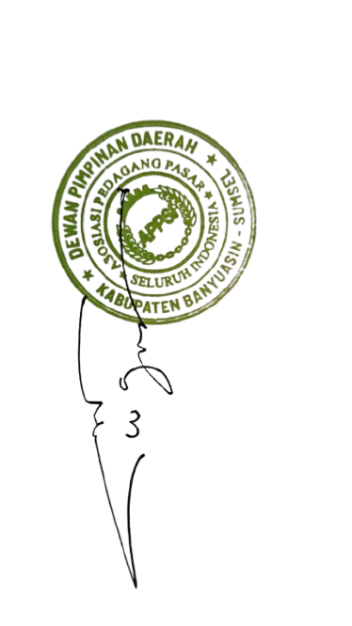 DEWAN PIMPINAN DAERAH
KABUPATEN BANYUASIN - SUMSEL
ASOSIASI PEDAGANG PASAR
SELURUH INDONESIA
APPSI